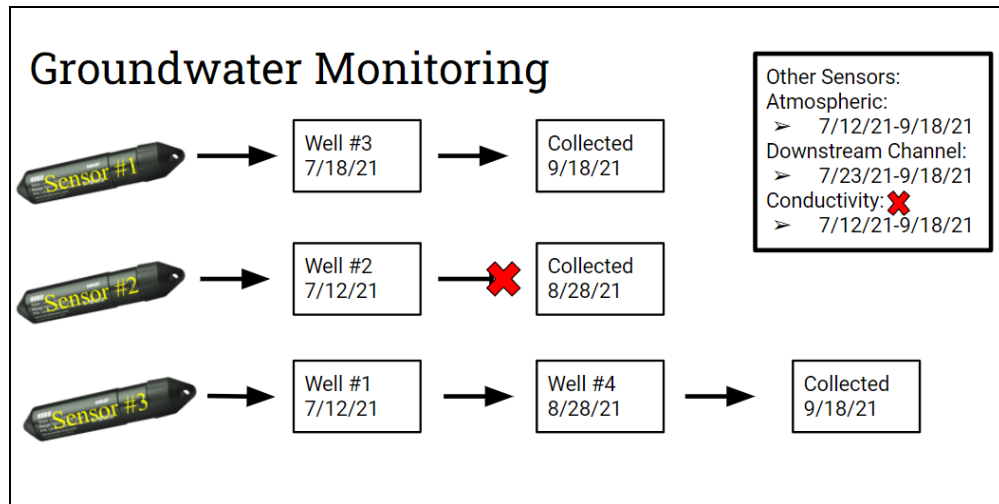 Groundwater Monitoring
Other Sensors:
Atmospheric:
➢ 7/12/21-9/18/21
Downstream Channel:
➢ 7/23/21-9/18/21
Conductivity:
➢ 7/12/21-9/18/21
Sensor #1
Well #3
7/18/21
Collected
9/18/21
Sensor #2
Well #2
7/12/21
Collected
8/28/21
Sensor #3
Well #1
7/12/21
Well #4
8/28/21
Collected
9/18/21